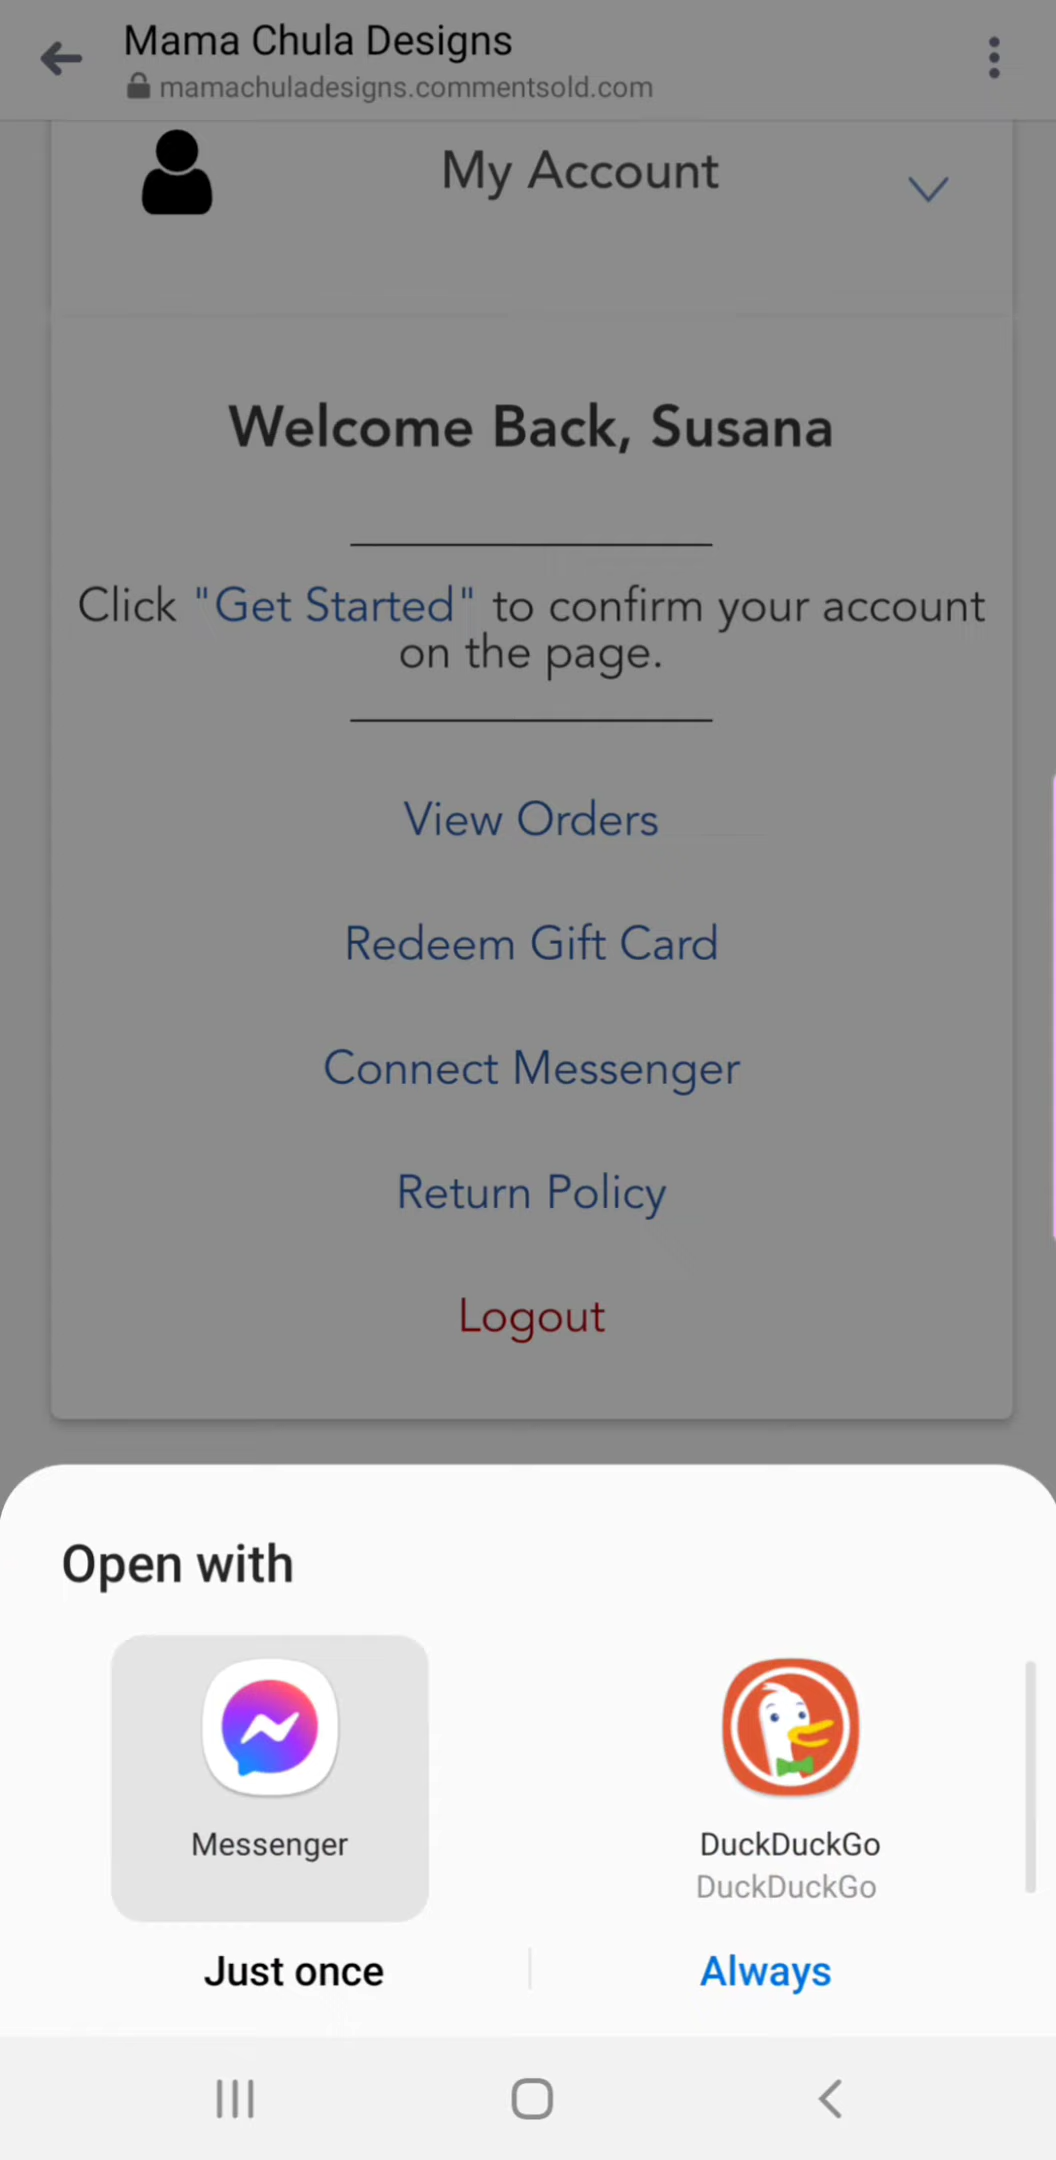 Mama Chula Designs
mamachuladesigns.commentsold.com
My Account
Welcome Back, Susana
Click "Get Started" to confirm your account
on the page.
View Orders
Redeem Gift Card
Connect Messenger
Return Policy
Logout
Open with
Messenger
DuckDuckGo
DuckDuckGo
Just once
Always